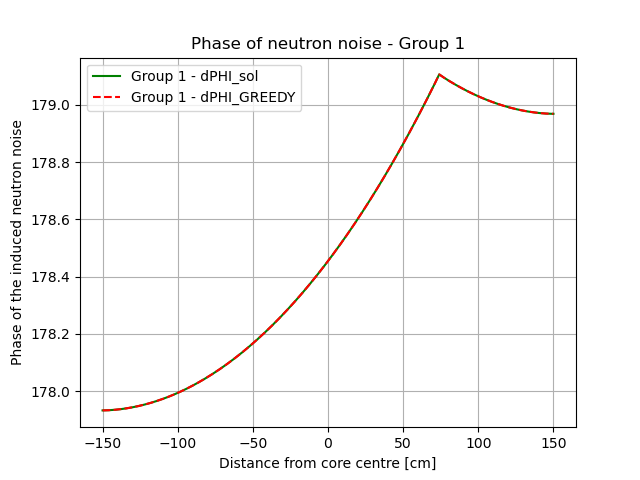 Phase of neutron noise - Group 1
Group 1 - dPHI_sol
Group 1 - dPHI_GREEDY
Phase of the induced neutron noise
179.0
178.8
178.6
178.4
178.2
178.0
−150
−100
−50
0
50
100
150
Distance from core centre [cm]